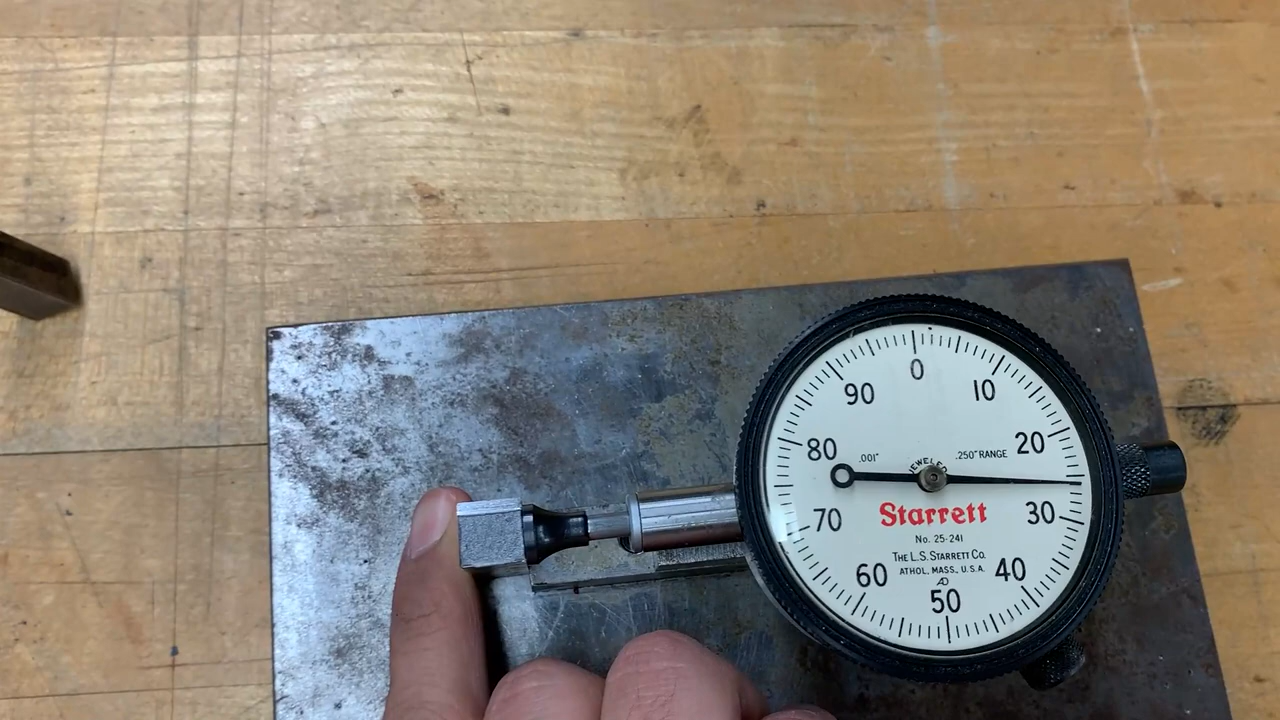 0
90 10
80 20
.001" JEWELED .250" RANGE
70 30
Starrett
No. 25-241
THE L.S. STARRETT CO.
ATHOL, MASS., U.S.A.
60 40
AD
50